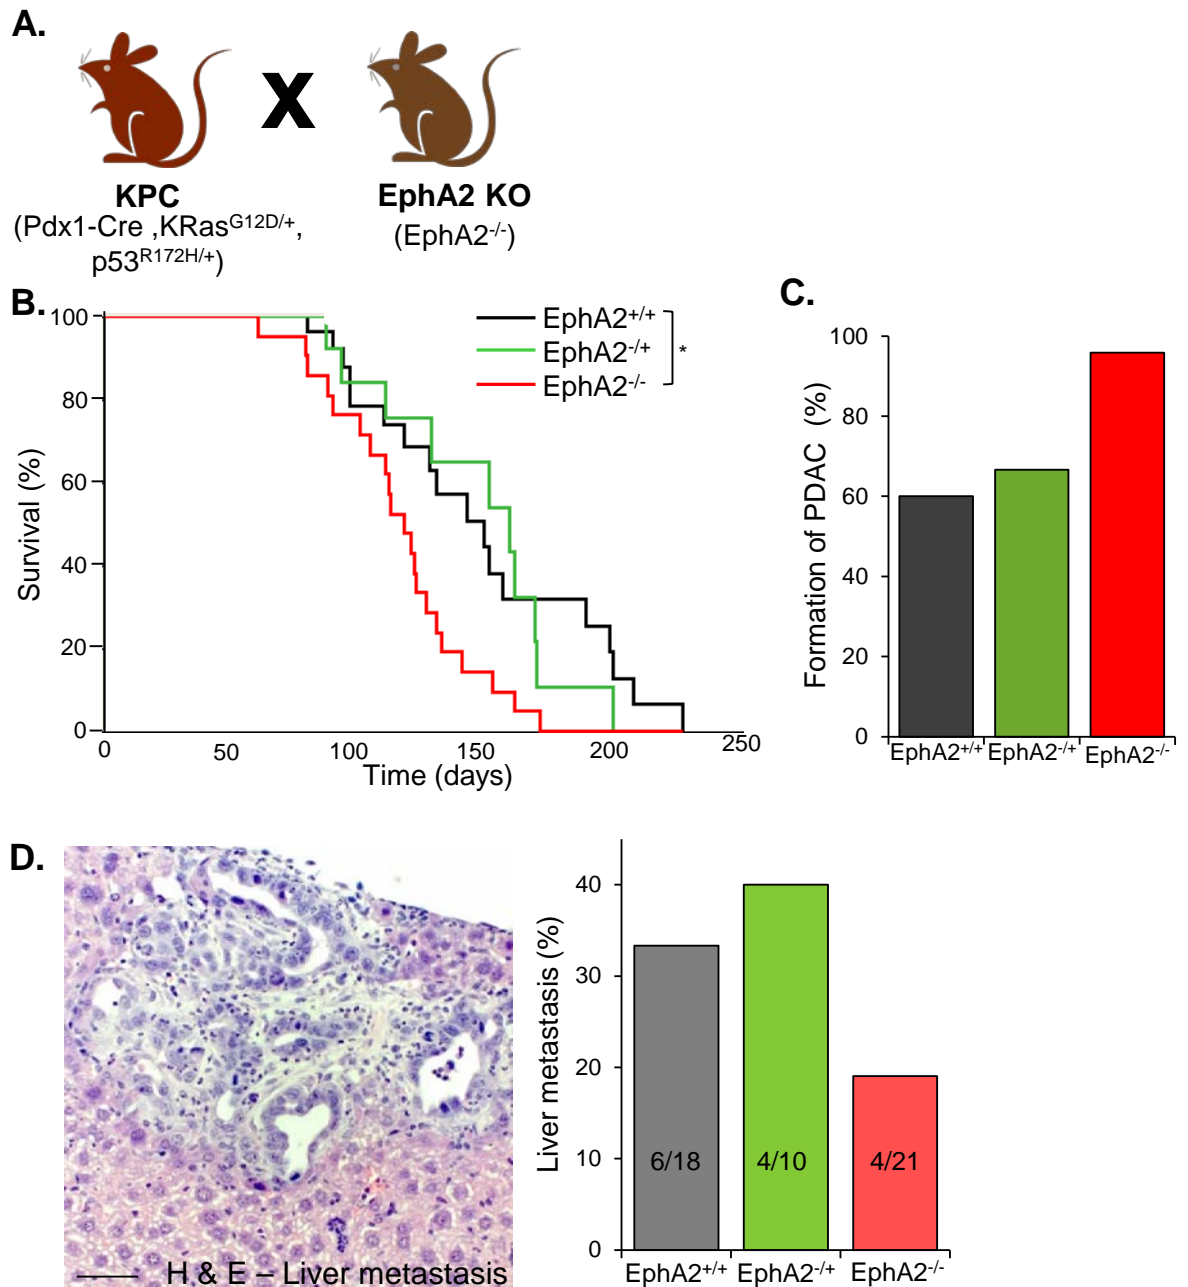 A.
X
KPC
(Pdx1-Cre ,KRasG12D/+,
p53R172H/+)
EphA2 KO
(EphA2-/-)
B.
100
80
60
40
20
0
Survival (%)
0 50 100 150 200 250
Time (days)
EphA2+/+
EphA2-/+
EphA2-/-
*
C.
100
80
60
40
20
0
Formation of PDAC (%)
EphA2+/+ EphA2-/+ EphA2-/-
D.
H & E – Liver metastasis
40
30
20
10
0
Liver metastasis (%)
6/18 4/10 4/21
EphA2+/+ EphA2-/+ EphA2-/-